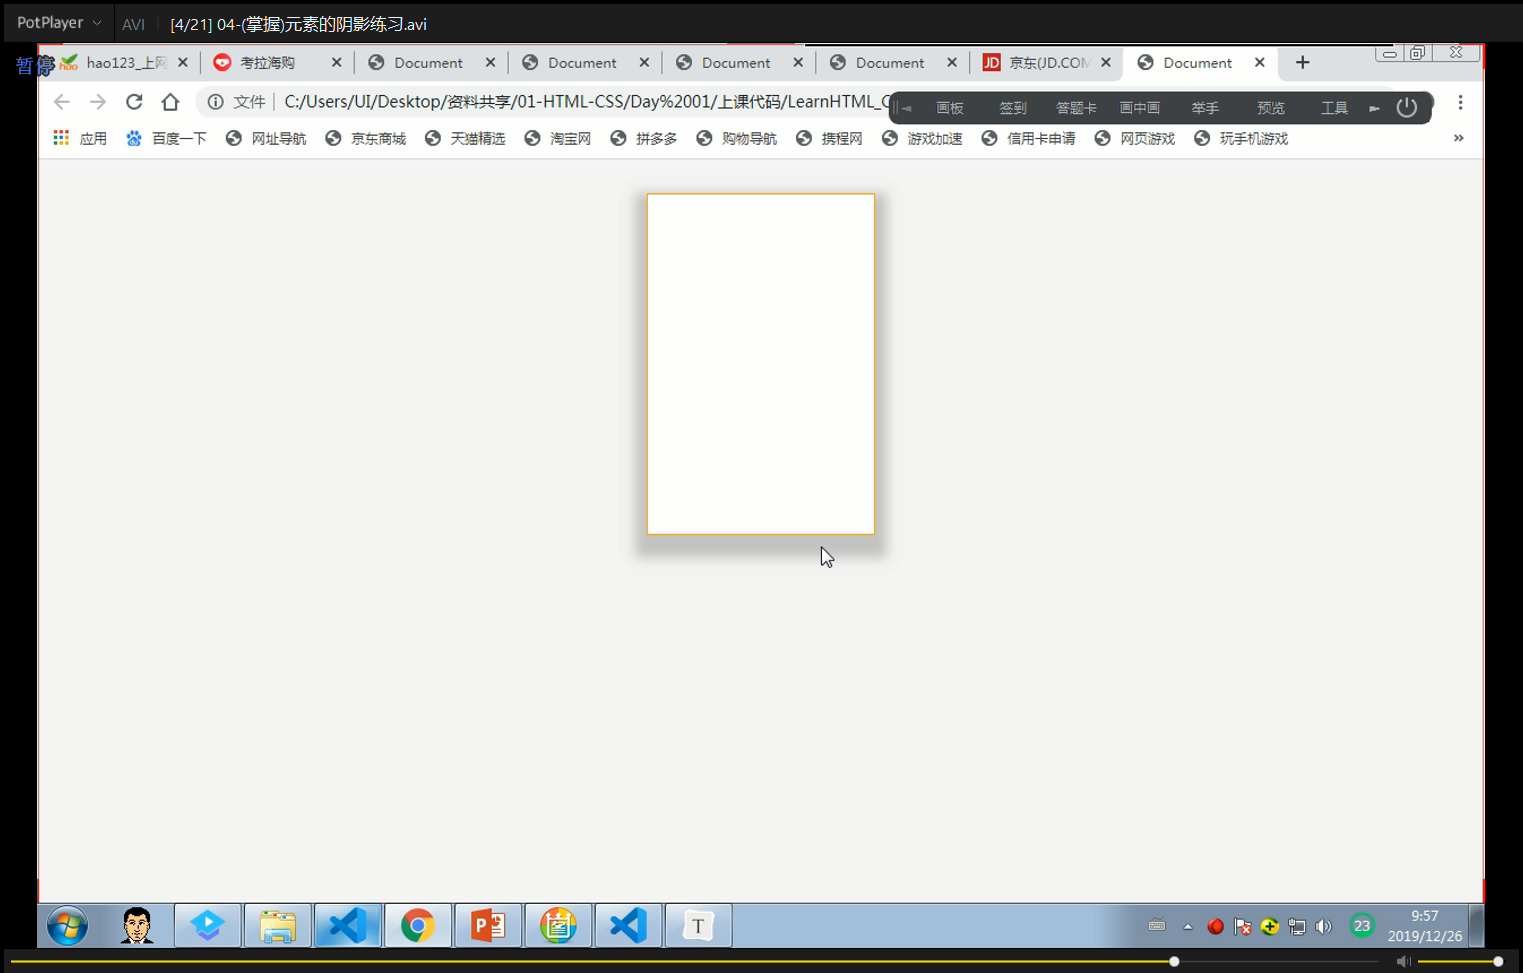 PotPlayer AVI [4/21] 04-(掌握)元素的阴影练习.avi
暂停 hao hao123_上网 考拉海购 Document Document Document Document JD 京东(JD.COM Document
文件 C:/Users/UI/Desktop/资料共享/01-HTML-CSS/Day%2001/上课代码/LearnHTML_C 画板 签到 答题卡 画中画 举手 预览 工具
应用 百度一下 网址导航 京东商城 天猫精选 淘宝网 拼多多 购物导航 携程网 游戏加速 信用卡申请 网页游戏 玩手机游戏 »
P T 23 9:57
2019/12/26